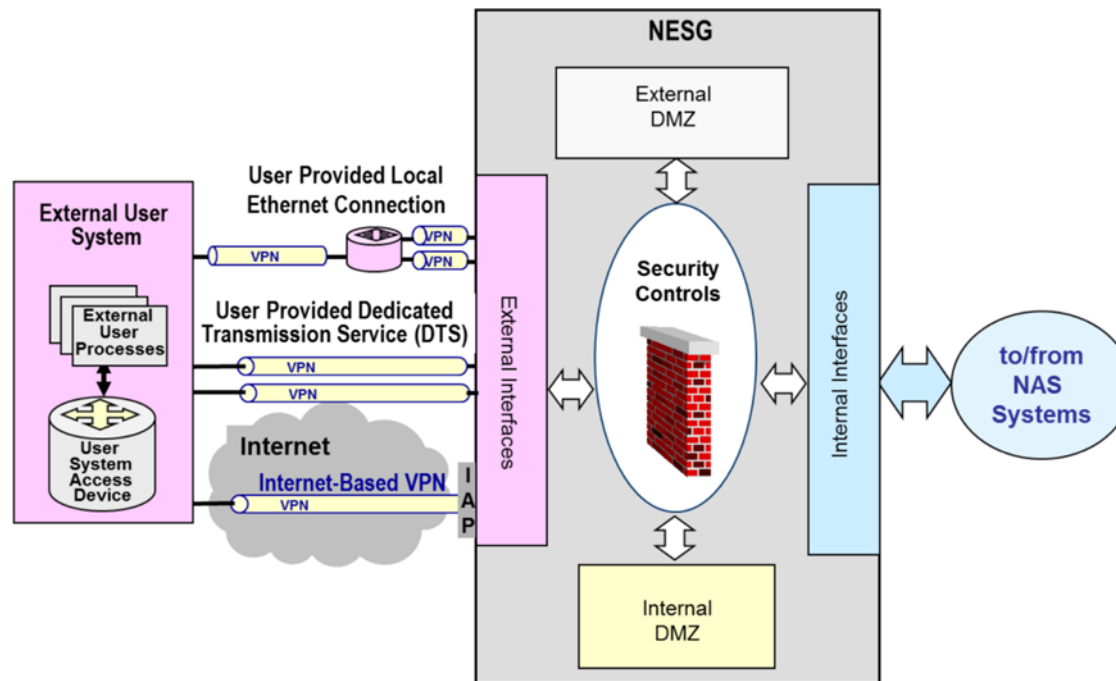 NESG
External
DMZ
User Provided Local
Ethernet Connection
External User
System
VPN
VPN
VPN
Security
Controls
External
User
Processes
User Provided Dedicated
Transmission Service (DTS)
VPN
VPN
External Interfaces
Internal Interfaces
to/from
NAS
Systems
User
System
Access
Device
Internet
Internet-Based VPN
VPN
I
A
P
Internal
DMZ